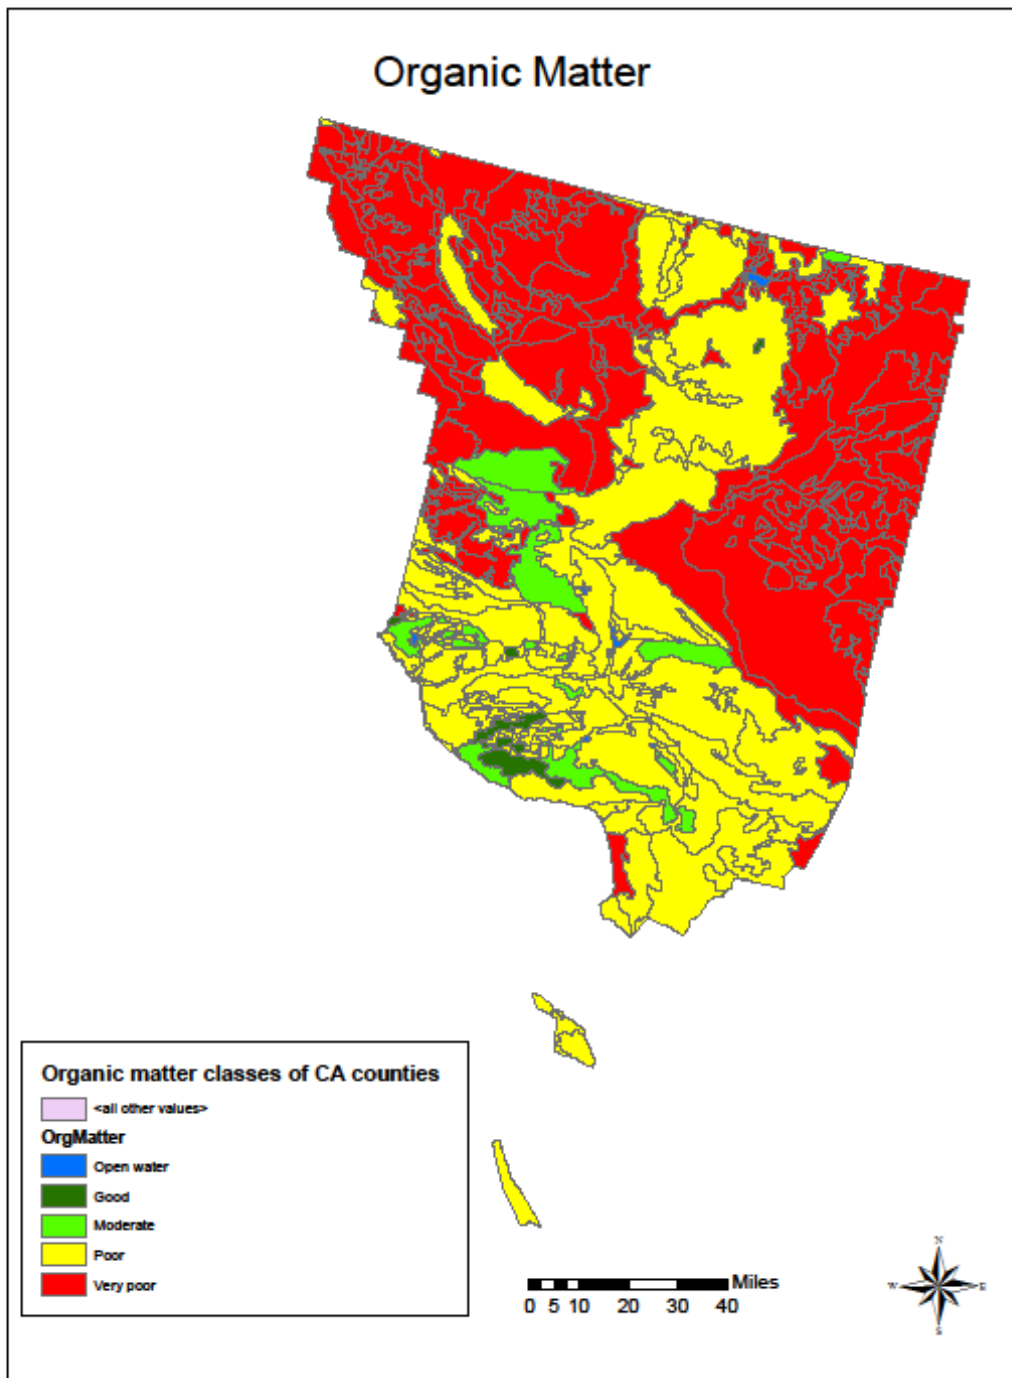 Organic Matter
Organic matter classes of CA counties
<all other values>
OrgMatter
Open water
Good
Moderate
Poor
Very poor
Miles
0 5 10 20 30 40
N
W E
S